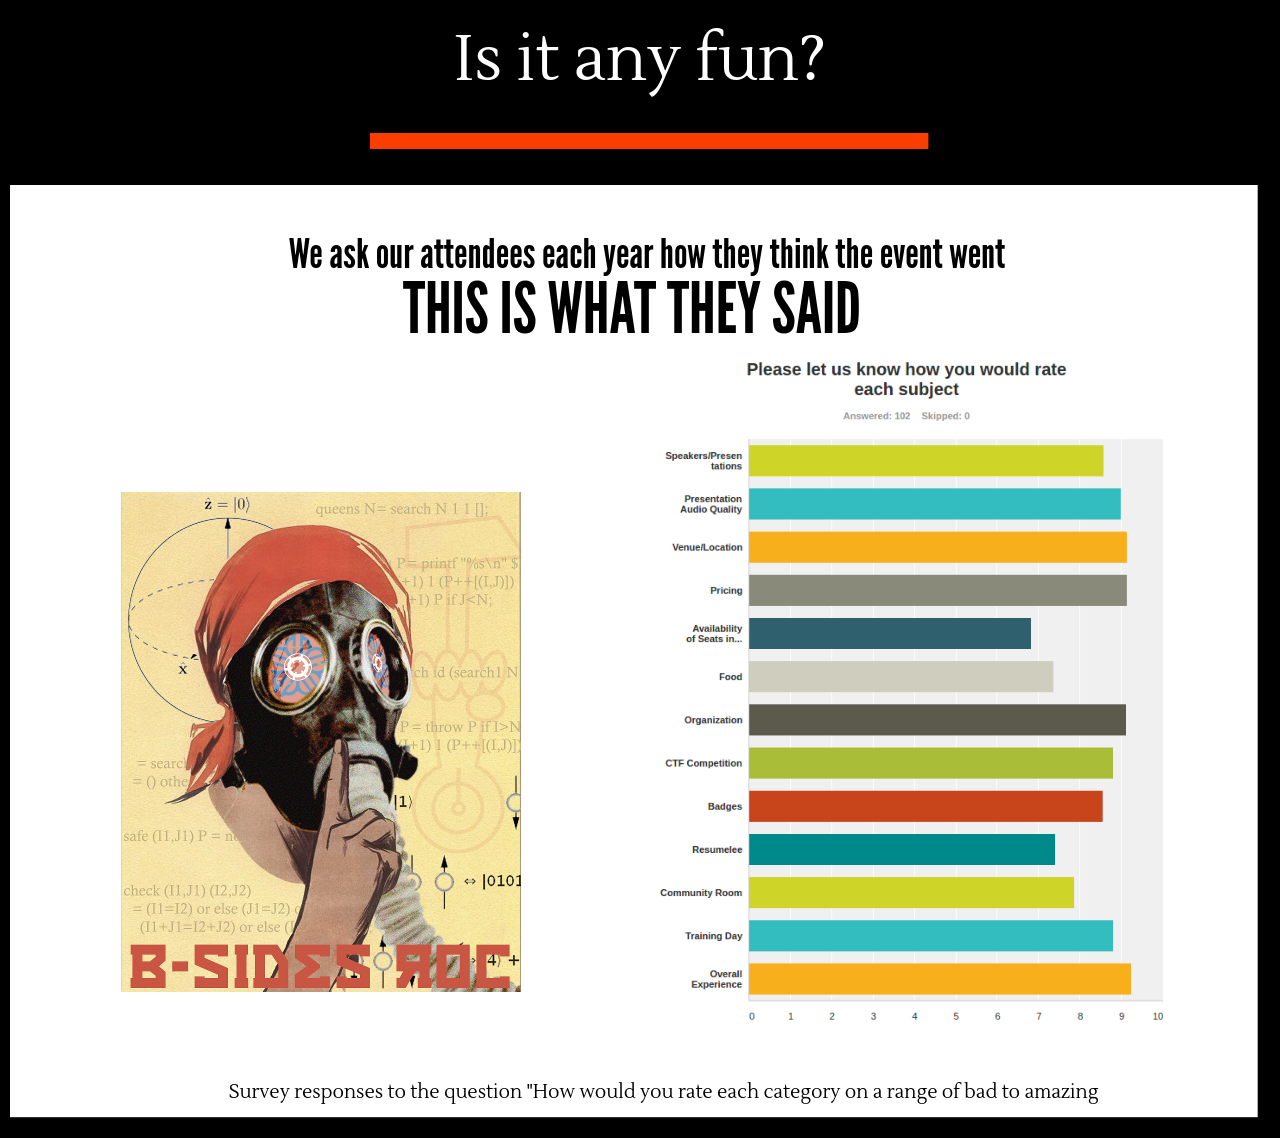 Is it any fun?
We ask our attendees each year how they think the event went
THIS IS WHAT THEY SAID
Please let us know how you would rate
each subject
Answered: 102 Skipped: 0
Speakers/Presen
tations
Presentation
Audio Quality
Venue/Location
Pricing
Availability
of Seats in...
Food
Organization
CTF Competition
Badges
Resumelee
Community Room
Training Day
Overall
Experience
0 1 2 3 4 5 6 7 8 9 10
ẑ = |0⟩
queens N= search N 1 1 [];
P= printf "%s\n" $
+1) 1 (P++[(I,J)])
+1) P if J<N;
x̂
ch id (search1 N
P = throw P if I>N
(I+1) 1 (P++[(I,J)])
= search
= () othe
|1⟩
safe (I1,J1) P = no
⇔ |0101
check (I1,J1) (I2,J2)
= (I1=I2) or else (J1=J2) o
(I1+J1=I2+J2) or else (I
4⟩ +
B-SIDES ROC
Survey responses to the question "How would you rate each category on a range of bad to amazing